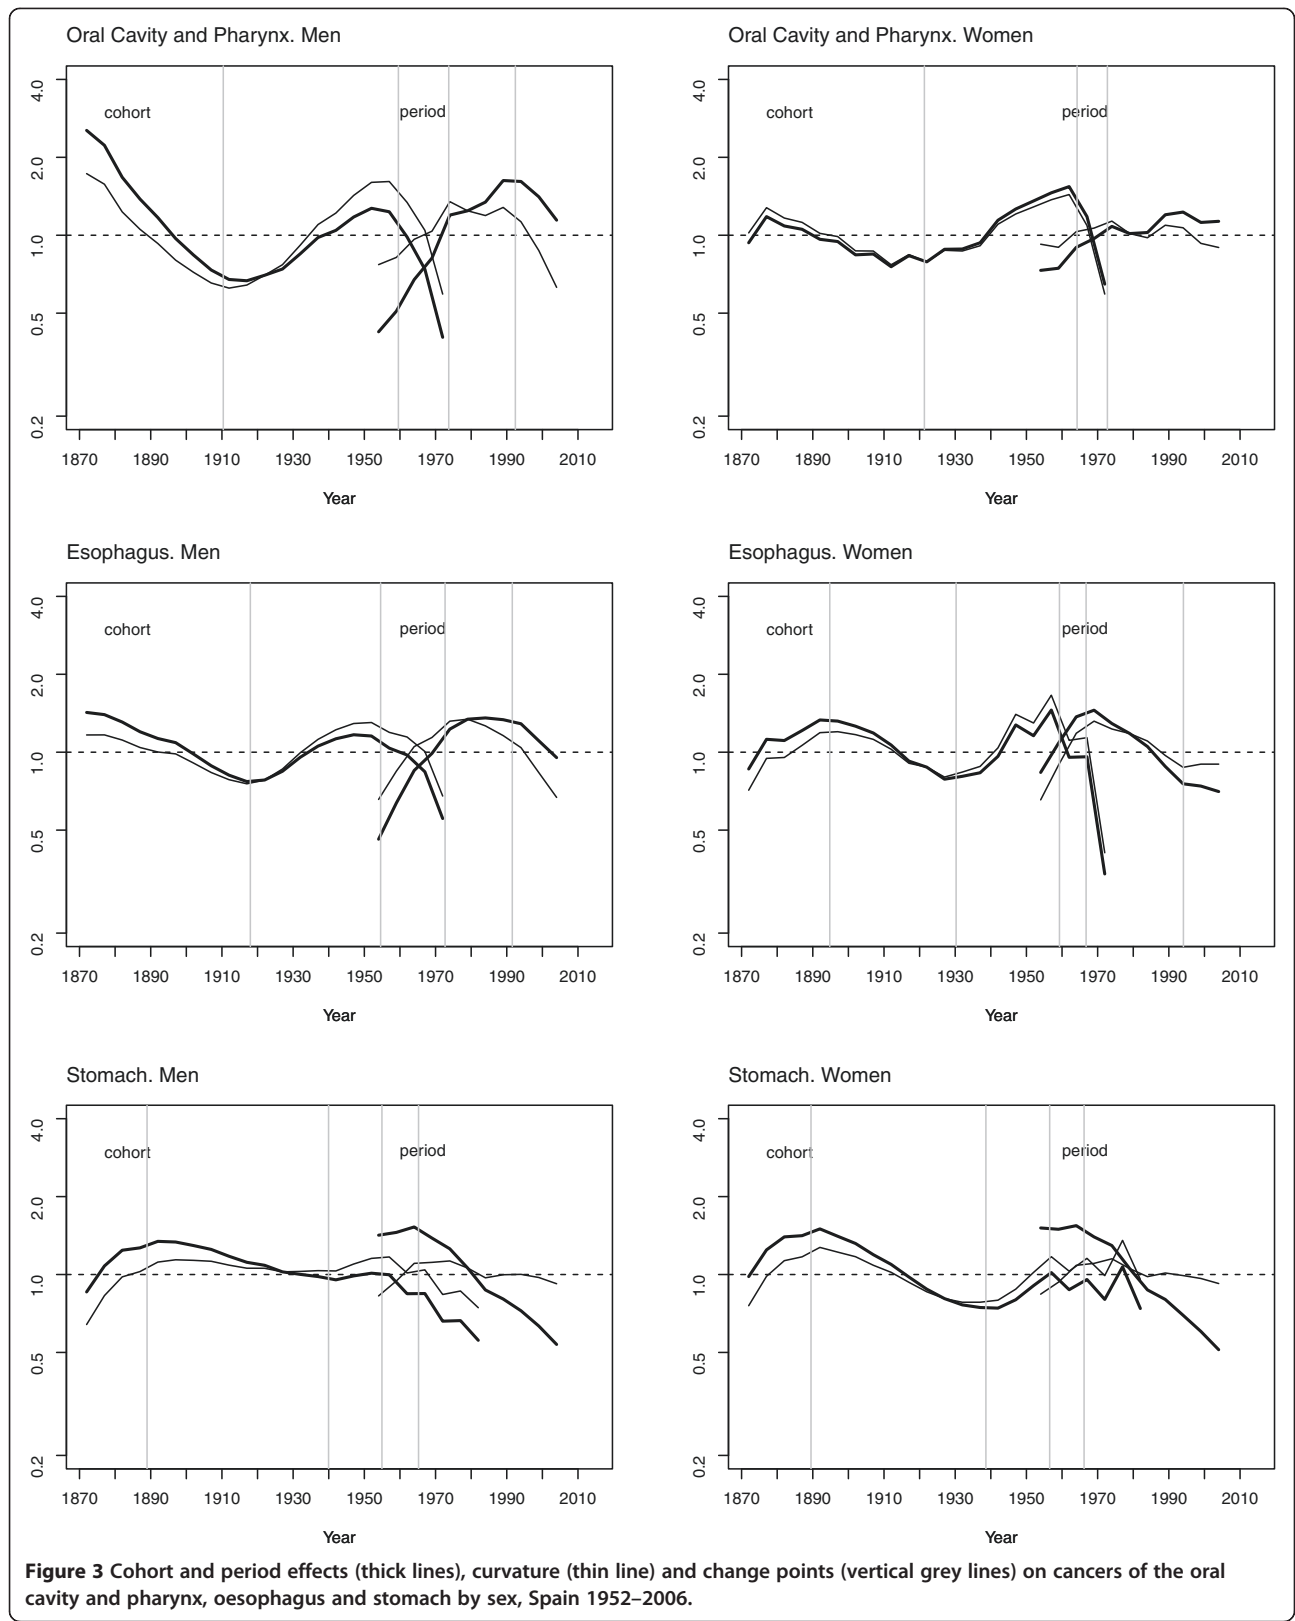 Oral Cavity and Pharynx. Men
4.0
2.0
1.0
0.5
0.2
cohort
period
1870 1890 1910 1930 1950 1970 1990 2010
Year
Oral Cavity and Pharynx. Women
4.0
2.0
1.0
0.5
0.2
cohort
period
1870 1890 1910 1930 1950 1970 1990 2010
Year
Esophagus. Men
4.0
2.0
1.0
0.5
0.2
cohort
period
1870 1890 1910 1930 1950 1970 1990 2010
Year
Esophagus. Women
4.0
2.0
1.0
0.5
0.2
cohort
period
1870 1890 1910 1930 1950 1970 1990 2010
Year
Stomach. Men
4.0
2.0
1.0
0.5
0.2
cohort
period
1870 1890 1910 1930 1950 1970 1990 2010
Year
Stomach. Women
4.0
2.0
1.0
0.5
0.2
cohort
period
1870 1890 1910 1930 1950 1970 1990 2010
Year
Figure 3 Cohort and period effects (thick lines), curvature (thin line) and change points (vertical grey lines) on cancers of the oral
cavity and pharynx, oesophagus and stomach by sex, Spain 1952–2006.